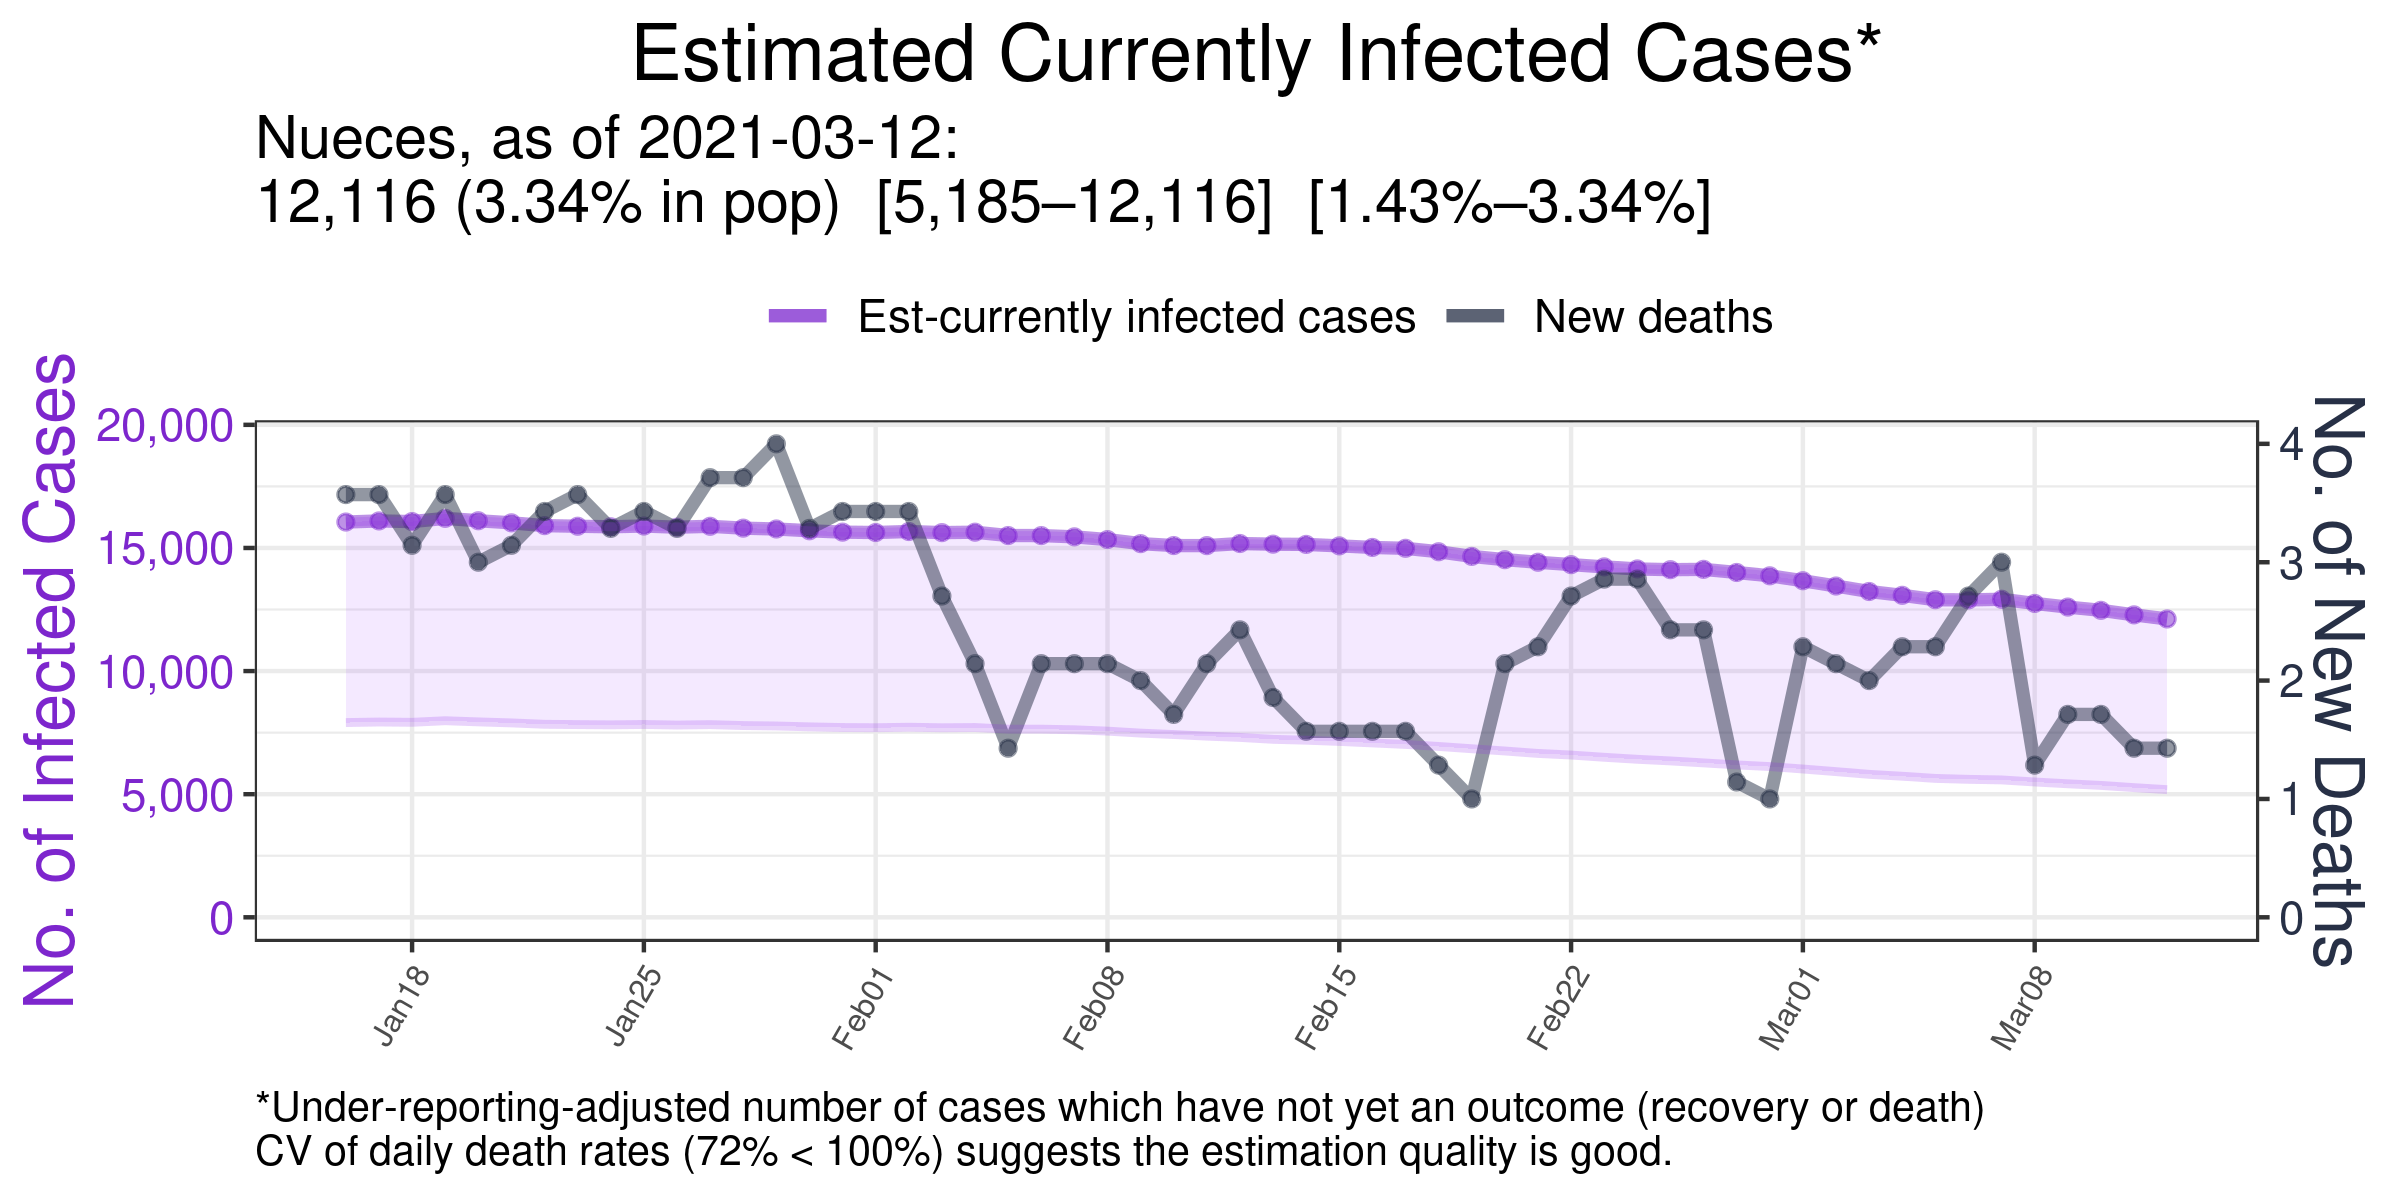 Estimated Currently Infected Cases*
Nueces, as of 2021-03-12:
12,116 (3.34% in pop)  [5,185–12,116]  [1.43%–3.34%]
Est-currently infected cases
New deaths
No. of Infected Cases
20,000
15,000
10,000
5,000
0
4
3
2
1
0
No. of New Deaths
Jan18
Jan25
Feb01
Feb08
Feb15
Feb22
Mar01
Mar08
*Under-reporting-adjusted number of cases which have not yet an outcome (recovery or death)
CV of daily death rates (72% < 100%) suggests the estimation quality is good.